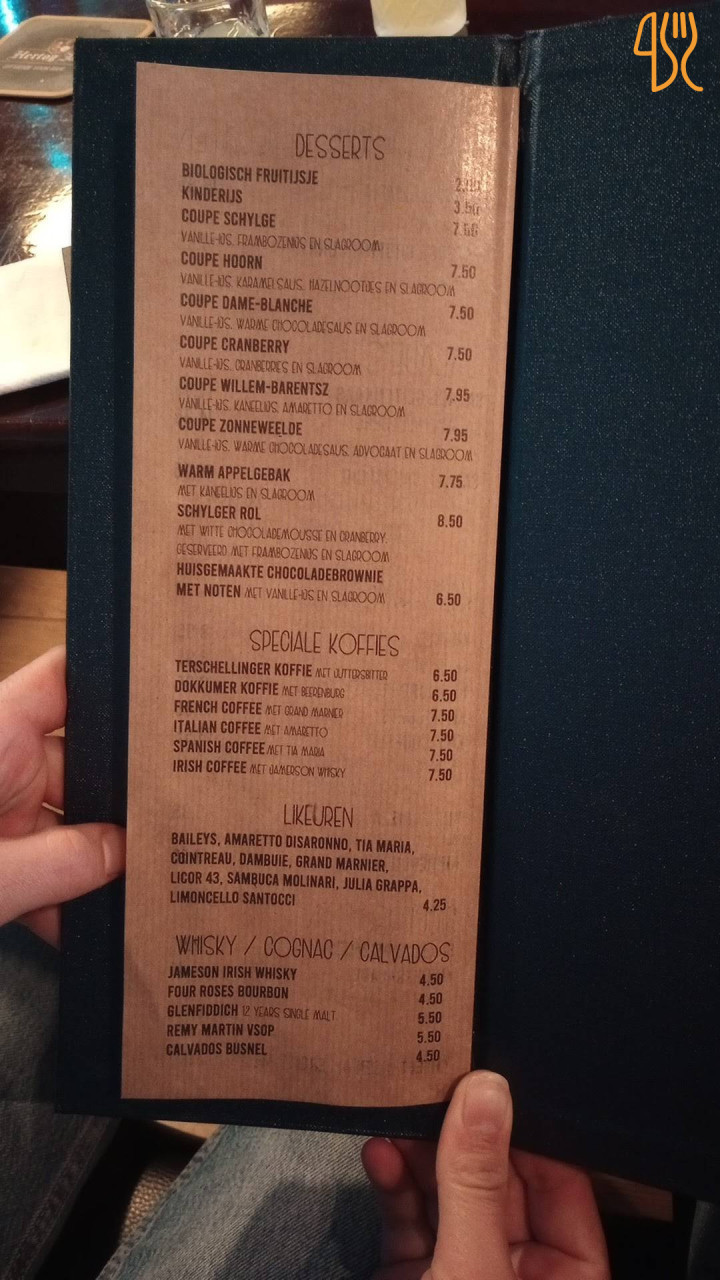 Hertog
DESSERTS
BIOLOGISCH FRUITIJSJE
KINDERIJS 3.50
COUPE SCHYLGE 7.50
VANILLE-IJS, FRAMBOZENIJS EN SLAGROOM
COUPE HOORN 7.50
VANILLE-IJS, KARAMELSAUS, HAZELNOOTJES EN SLAGROOM
COUPE DAME-BLANCHE 7.50
VANILLE-IJS, WARME CHOCOLADESAUS EN SLAGROOM
COUPE CRANBERRY 7.50
VANILLE-IJS, CRANBERRIES EN SLAGROOM
COUPE WILLEM-BARENTSZ 7.95
VANILLE-IJS, KANEELIJS, AMARETTO EN SLAGROOM
COUPE ZONNEWEELDE 7.95
VANILLE-IJS, WARME CHOCOLADESAUS, ADVOCAAT EN SLAGROOM
WARM APPELGEBAK 7.75
MET KANEELIJS EN SLAGROOM
SCHYLGER ROL 8.50
MET WITTE CHOCOLADEMOUSSE EN CRANBERRY,
GESERVEERD MET FRAMBOZENIJS EN SLAGROOM
HUISGEMAAKTE CHOCOLADEBROWNIE
MET NOTEN MET VANILLE-IJS EN SLAGROOM 6.50
SPECIALE KOFFIES
TERSCHELLINGER KOFFIE MET JUTTERSBITTER 6.50
DOKKUMER KOFFIE MET BEERENBURG 6.50
FRENCH COFFEE MET GRAND MARNIER 7.50
ITALIAN COFFEE MET AMARETTO 7.50
SPANISH COFFEE MET TIA MARIA 7.50
IRISH COFFEE MET JAMERSON WHISKY 7.50
LIKEUREN
BAILEYS, AMARETTO DISARONNO, TIA MARIA,
COINTREAU, DAMBUIE, GRAND MARNIER,
LICOR 43, SAMBUCA MOLINARI, JULIA GRAPPA,
LIMONCELLO SANTOCCI 4.25
WHISKY / COGNAC / CALVADOS
JAMESON IRISH WHISKY 4.50
FOUR ROSES BOURBON 4.50
GLENFIDDICH 12 YEARS SINGLE MALT 5.50
REMY MARTIN VSOP 5.50
CALVADOS BUSNEL 4.50